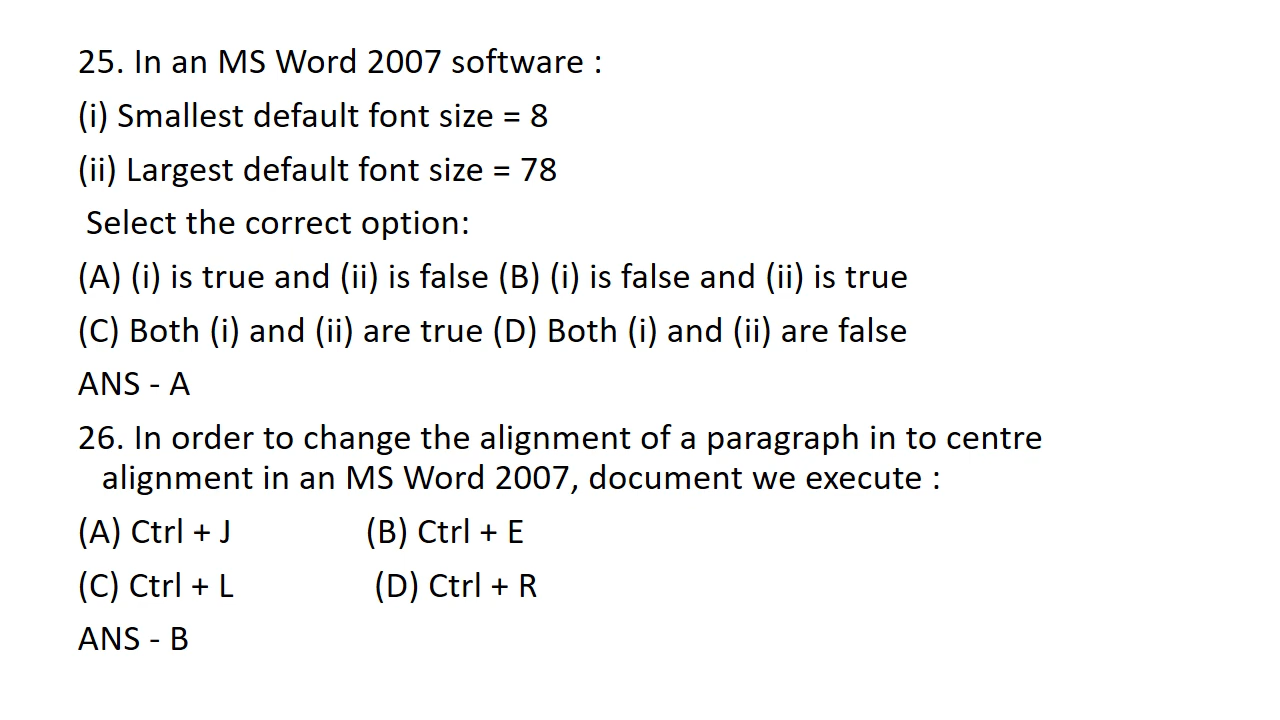 25. In an MS Word 2007 software :
(i) Smallest default font size = 8
(ii) Largest default font size = 78
Select the correct option:
(A) (i) is true and (ii) is false (B) (i) is false and (ii) is true
(C) Both (i) and (ii) are true (D) Both (i) and (ii) are false
ANS - A
26. In order to change the alignment of a paragraph in to centre
alignment in an MS Word 2007, document we execute :
(A) Ctrl + J (B) Ctrl + E
(C) Ctrl + L (D) Ctrl + R
ANS - B